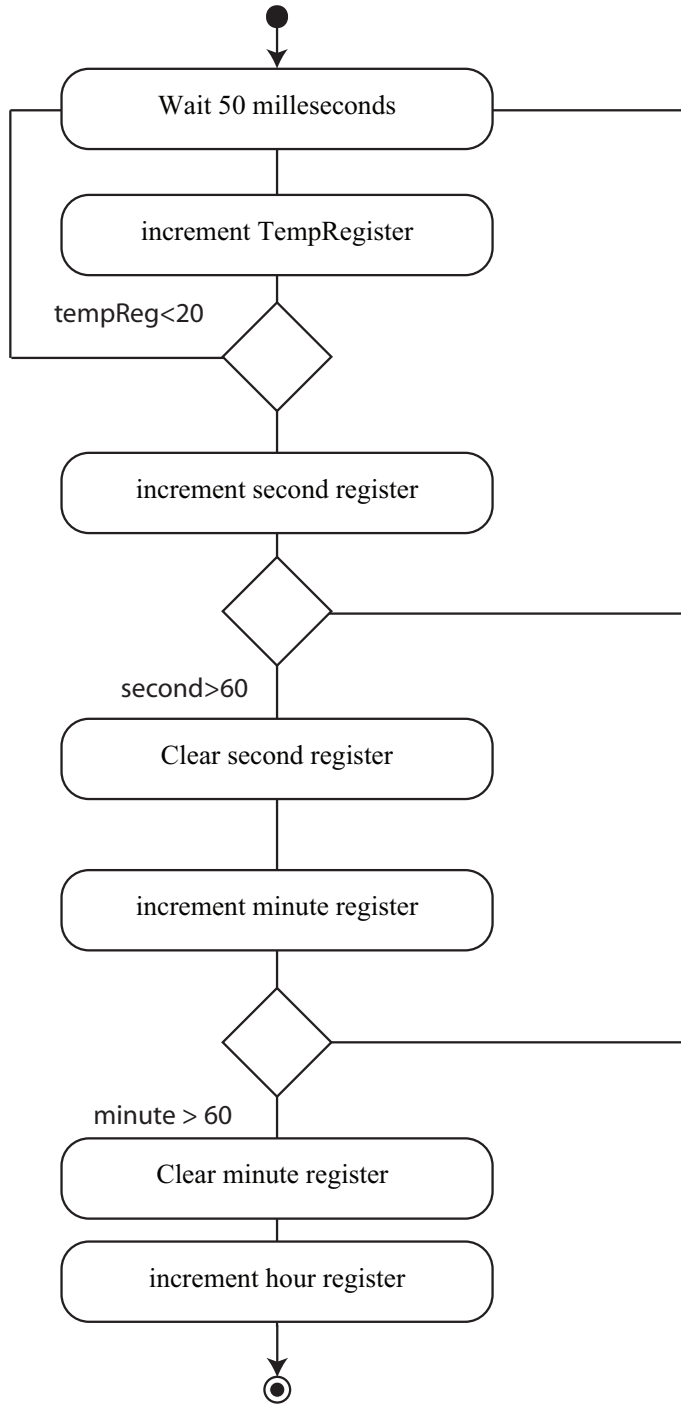 Wait 50 milleseconds
increment TempRegister
tempReg<20
increment second register
second>60
Clear second register
increment minute register
minute > 60
Clear minute register
increment hour register